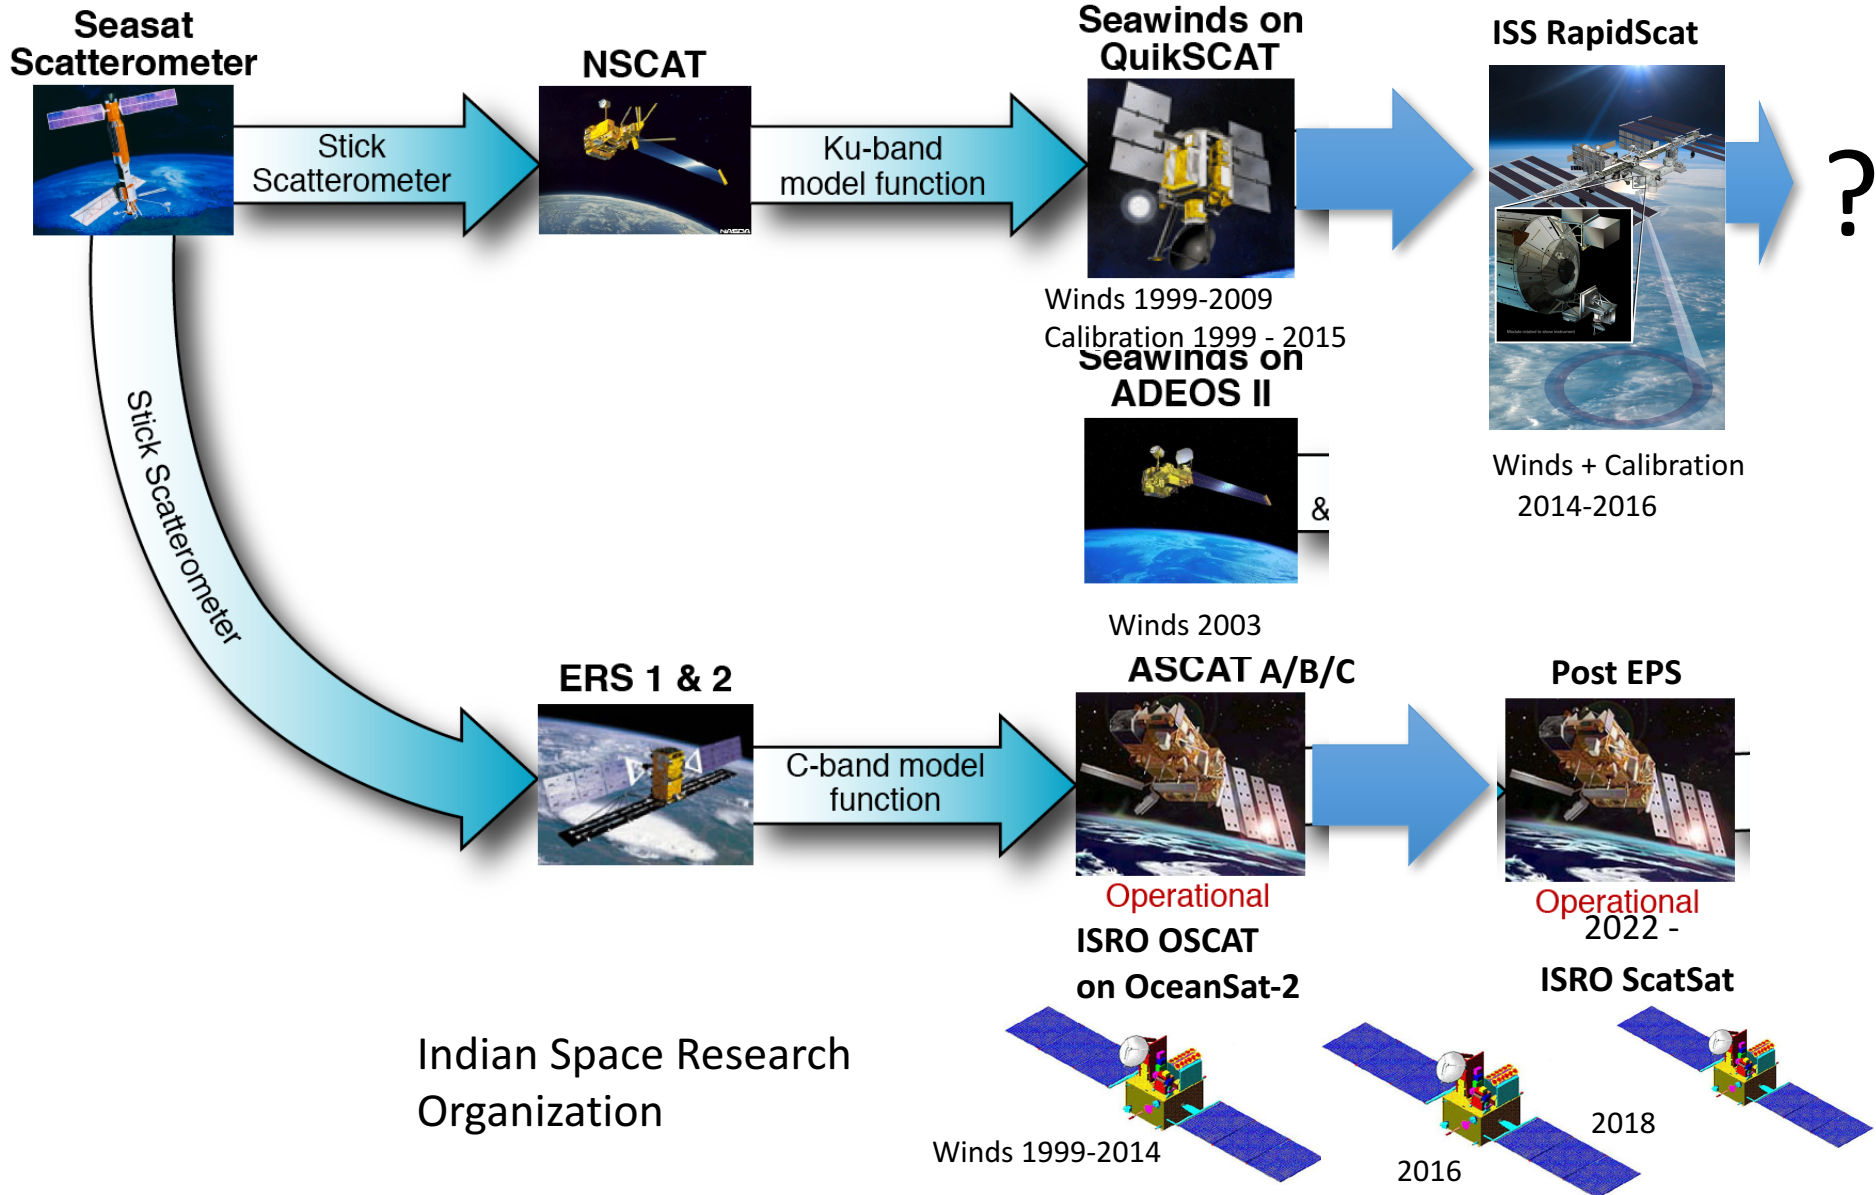 Seasat
Scatterometer
NSCAT
Seawinds on
QuikSCAT
ISS RapidScat
Stick
Scatterometer
Ku-band
model function
?
NASDA
Winds 1999-2009
Calibration 1999 - 2015
Seawinds on
ADEOS II
&
Winds + Calibration
2014-2016
Stick Scatterometer
Winds 2003
ERS 1 & 2
ASCAT A/B/C
Post EPS
C-band model
function
Operational
Operational
2022 -
ISRO OSCAT
on OceanSat-2
ISRO ScatSat
Indian Space Research
Organization
Winds 1999-2014
2016
2018